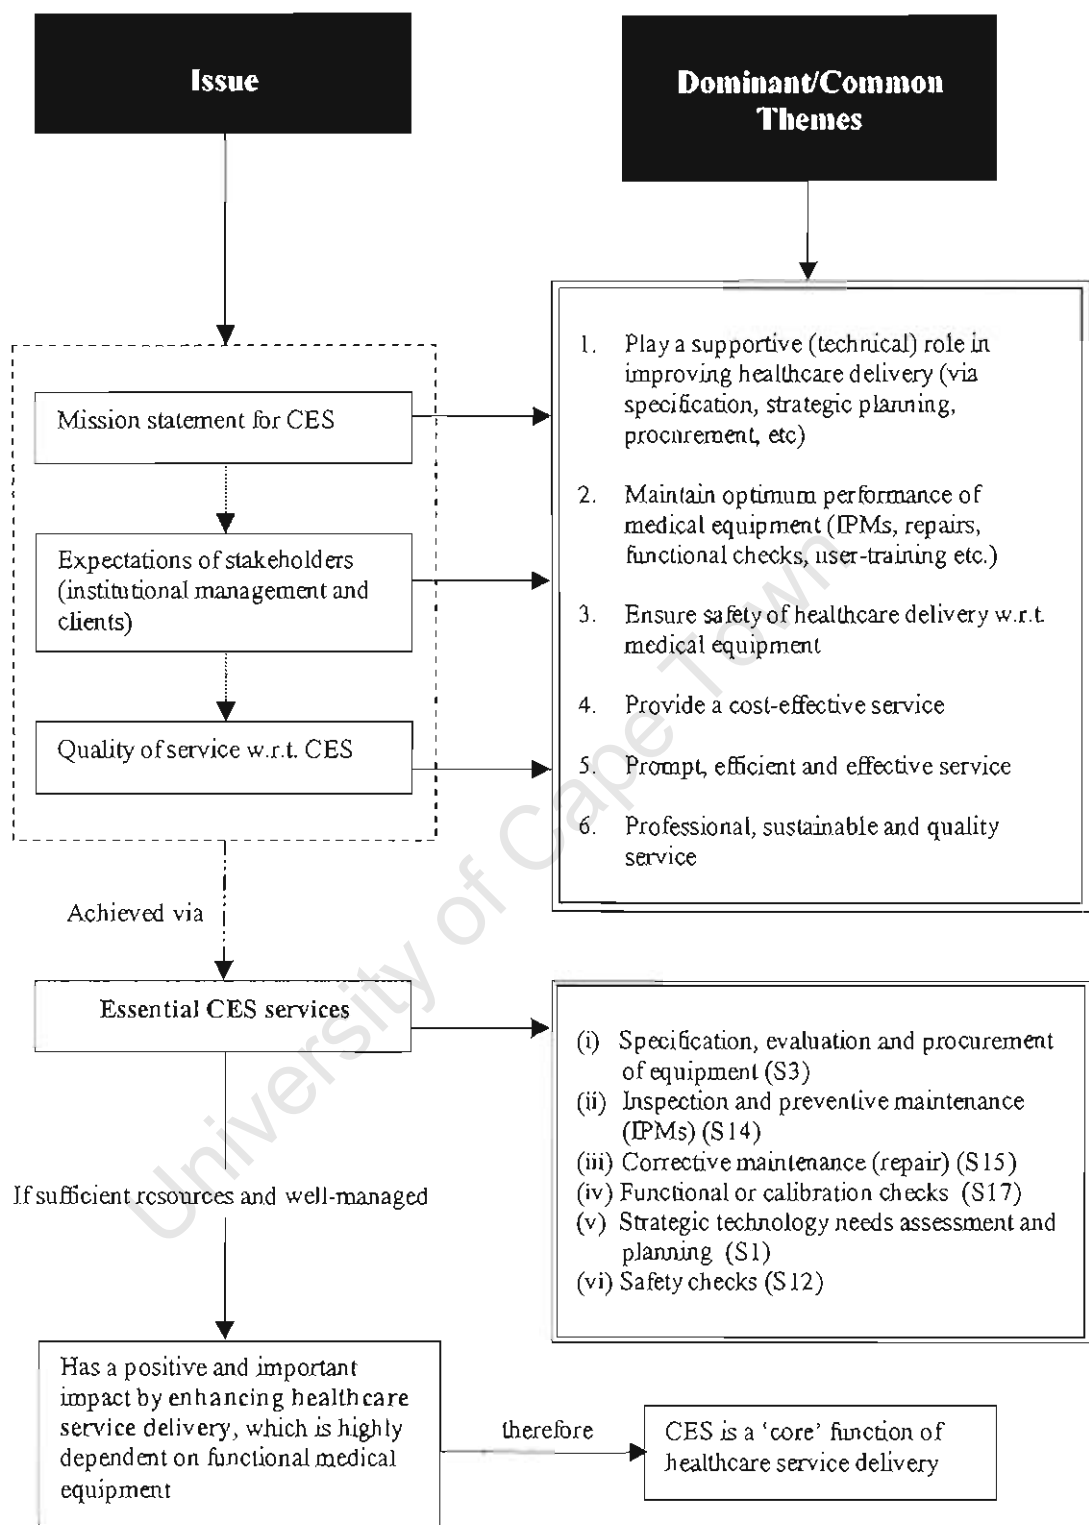 Issue
Dominant/Common
Themes
Mission statement for CES
Expectations of stakeholders
(institutional management and
clients)
Quality of service w.r.t. CES
1. Play a supportive (technical) role in
improving healthcare delivery (via
specification, strategic planning,
procurement, etc)
2. Maintain optimum performance of
medical equipment (IPMs, repairs,
functional checks, user-training etc.)
3. Ensure safety of healthcare delivery w.r.t.
medical equipment
4. Provide a cost-effective service
5. Prompt, efficient and effective service
6. Professional, sustainable and quality
service
Achieved via
Essential CES services
(i) Specification, evaluation and procurement
of equipment (S3)
(ii) Inspection and preventive maintenance
(IPMs) (S14)
(iii) Corrective maintenance (repair) (S15)
(iv) Functional or calibration checks (S17)
(v) Strategic technology needs assessment and
planning (S1)
(vi) Safety checks (S12)
If sufficient resources and well-managed
Has a positive and important
impact by enhancing healthcare
service delivery, which is highly
dependent on functional medical
equipment
therefore
CES is a ‘core’ function of
healthcare service delivery
University of Cape Town